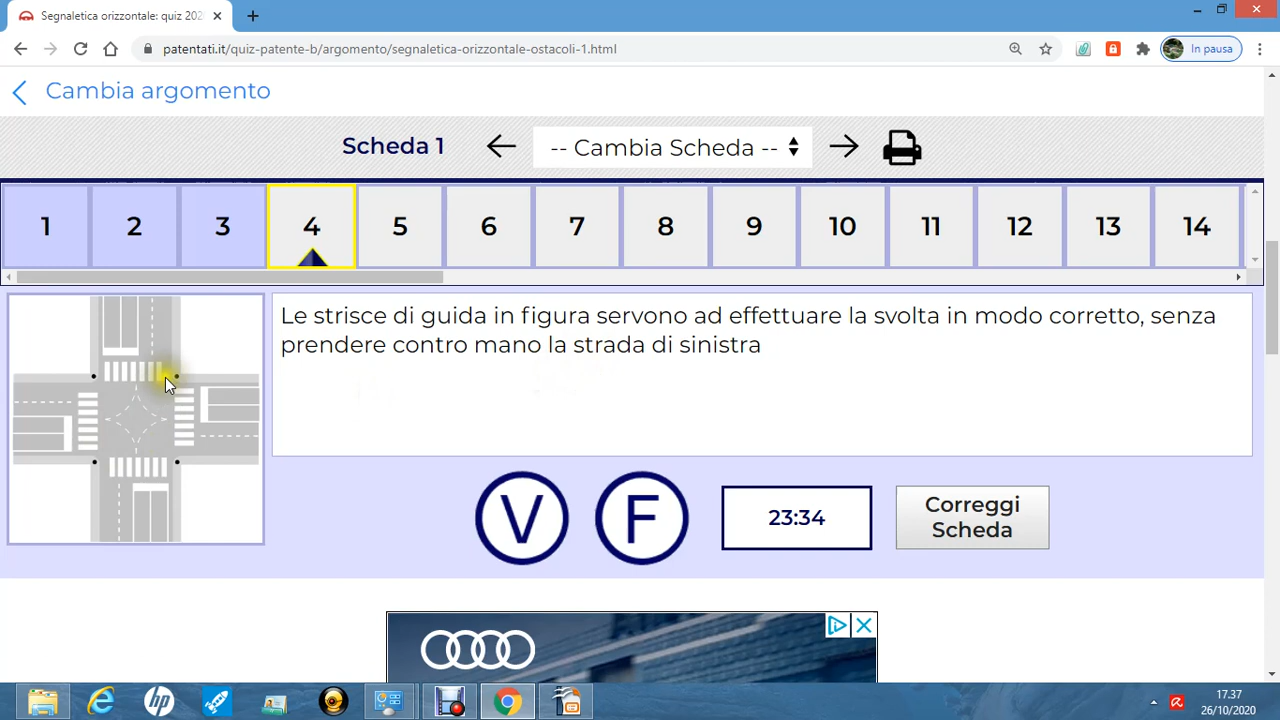 Segnaletica orizzontale: quiz 202
patentati.it/quiz-patente-b/argomento/segnaletica-orizzontale-ostacoli-1.html
In pausa
Cambia argomento
Scheda 1
-- Cambia Scheda --
1 2 3 4 5 6 7 8 9 10 11 12 13 14
Le strisce di guida in figura servono ad effettuare la svolta in modo corretto, senza
prendere contro mano la strada di sinistra
V F 23:34 Correggi
Scheda
hp
17.37
26/10/2020